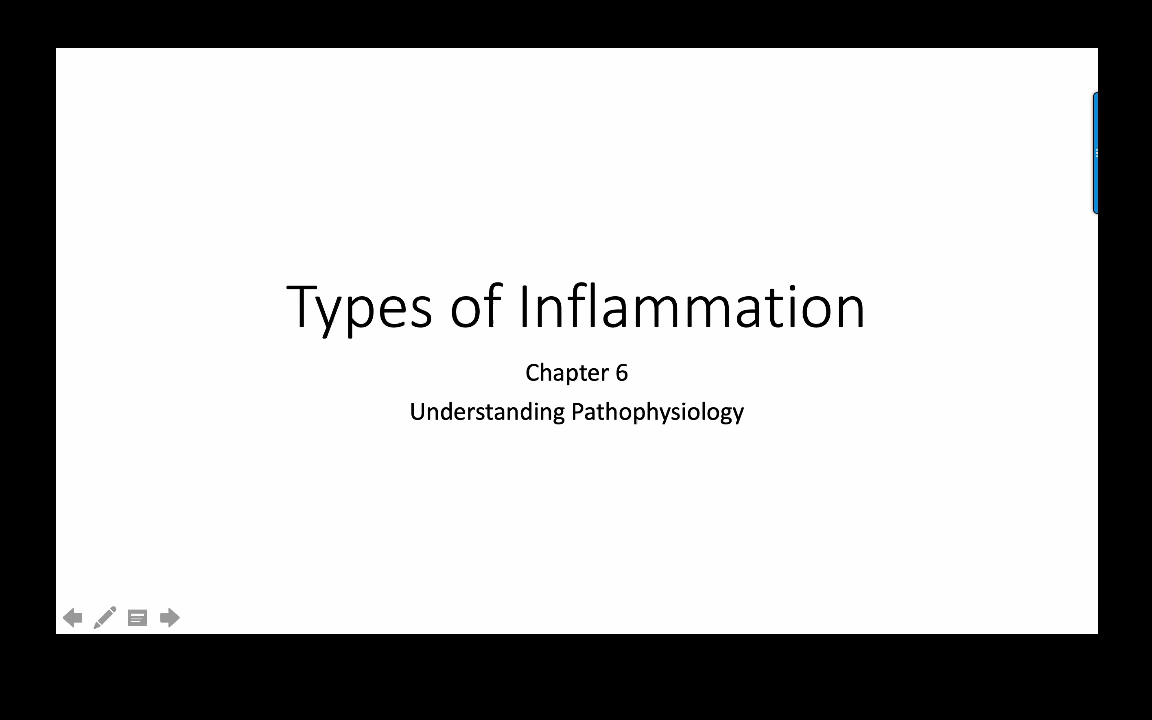 Types of Inflammation
Chapter 6
Understanding Pathophysiology